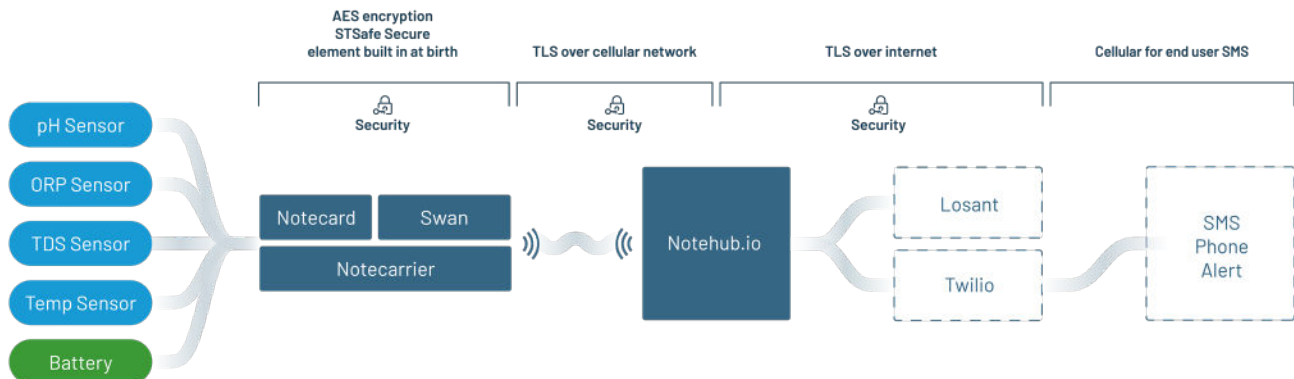 AES encryption
STSafe Secure
element built in at birth
TLS over cellular network
TLS over internet
Cellular for end user SMS
Security
Security
Security
pH Sensor
ORP Sensor
TDS Sensor
Temp Sensor
Battery
Notecard
Swan
Notecarrier
Notehub.io
Losant
Twilio
SMS
Phone
Alert